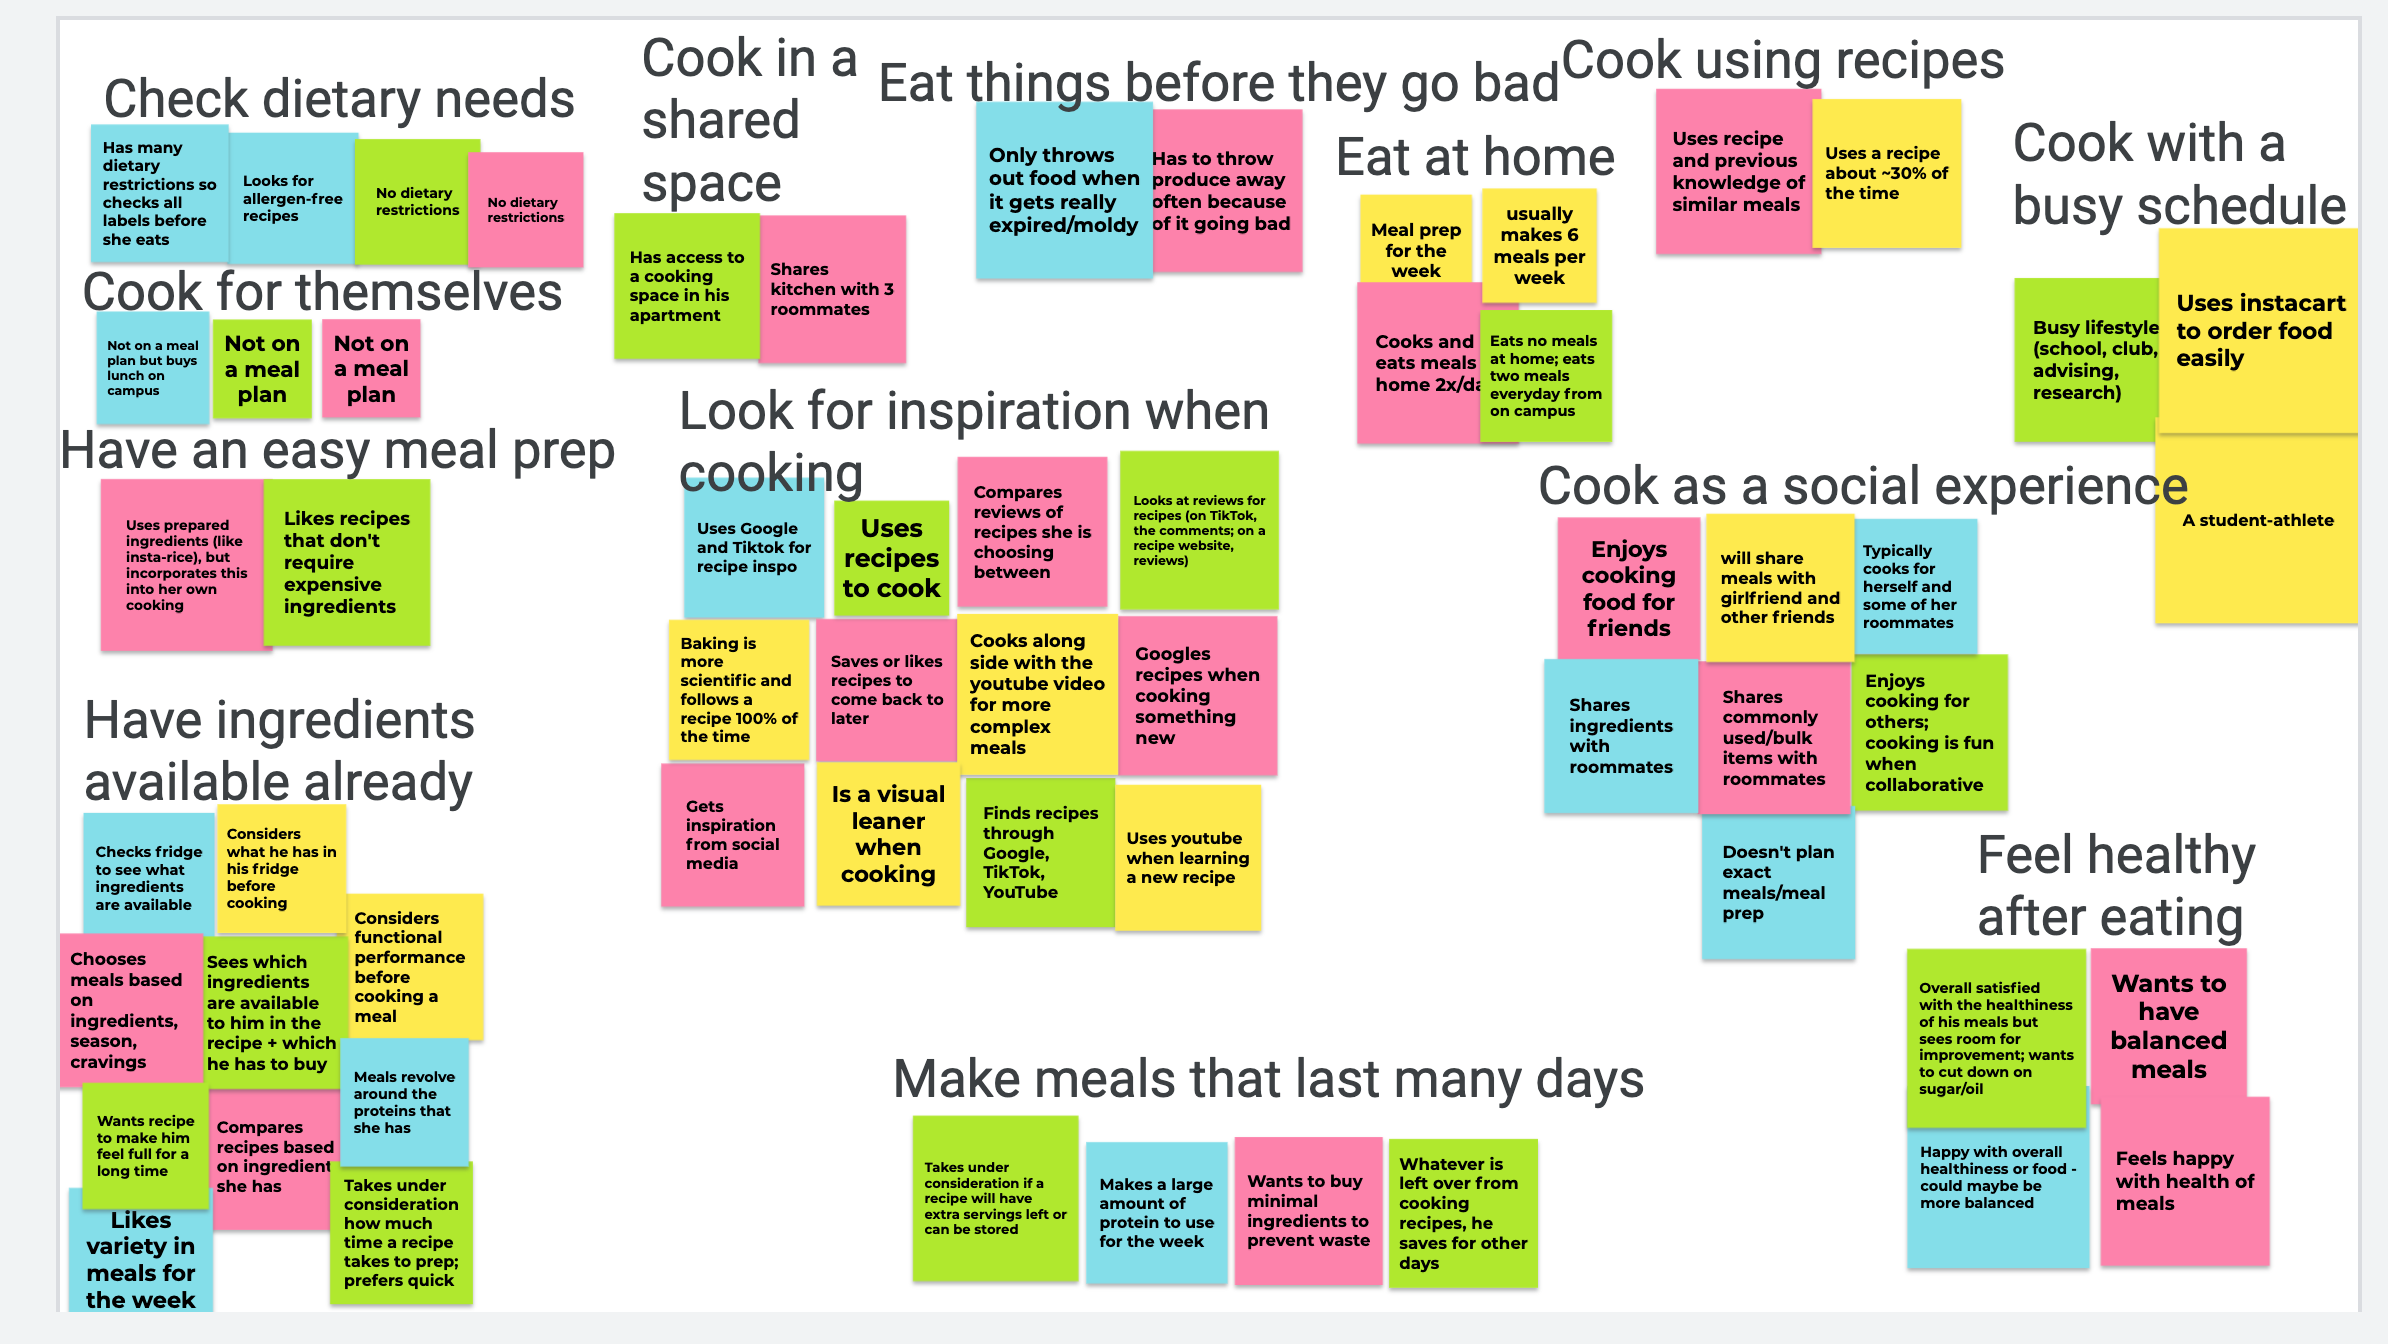 Check dietary needs
Has many
dietary
restrictions so
checks all
labels before
she eats
Looks for
allergen-free
recipes
No dietary
restrictions
No dietary
restrictions
Cook for themselves
Not on a meal
plan but buys
lunch on
campus
Not on
a meal
plan
Not on
a meal
plan
Have an easy meal prep
Uses prepared
ingredients (like
insta-rice), but
incorporates this
into her own
cooking
Likes recipes
that don't
require
expensive
ingredients
Have ingredients
available already
Checks fridge
to see what
ingredients
are available
Considers
what he has in
his fridge
before
cooking
Considers
functional
performance
before
cooking a
meal
Chooses
meals based
on
ingredients,
season,
cravings
Sees which
ingredients
are available
to him in the
recipe + which
he has to buy
Meals revolve
around the
proteins that
she has
Wants recipe
to make him
feel full for a
long time
Compares
recipes based
on ingredient
she has
Takes under
consideration
how much
time a recipe
takes to prep;
prefers quick
Likes
variety in
meals for
the week
Cook in a
shared
space
Has access to
a cooking
space in his
apartment
Shares
kitchen with 3
roommates
Eat things before they go bad
Only throws
out food when
it gets really
expired/moldy
Has to throw
produce away
often because
of it going bad
Eat at home
Meal prep
for the
week
usually
makes 6
meals per
week
Cooks and
eats meals
home 2x/da
Eats no meals
at home; eats
two meals
everyday from
on campus
Cook using recipes
Uses recipe
and previous
knowledge of
similar meals
Uses a recipe
about ~30% of
the time
Cook with a
busy schedule
Busy lifestyle
(school, club,
advising,
research)
Uses instacart
to order food
easily
A student-athlete
Look for inspiration when
cooking
Uses Google
and Tiktok for
recipe inspo
Uses
recipes
to cook
Compares
reviews of
recipes she is
choosing
between
Looks at reviews for
recipes (on TikTok,
the comments; on a
recipe website,
reviews)
Baking is
more
scientific and
follows a
recipe 100% of
the time
Saves or likes
recipes to
come back to
later
Cooks along
side with the
youtube video
for more
complex
meals
Googles
recipes when
cooking
something
new
Gets
inspiration
from social
media
Is a visual
leaner
when
cooking
Finds recipes
through
Google,
TikTok,
YouTube
Uses youtube
when learning
a new recipe
Cook as a social experience
Enjoys
cooking
food for
friends
will share
meals with
girlfriend and
other friends
Typically
cooks for
herself and
some of her
roommates
Shares
ingredients
with
roommates
Shares
commonly
used/bulk
items with
roommates
Enjoys
cooking for
others;
cooking is fun
when
collaborative
Doesn't plan
exact
meals/meal
prep
Feel healthy
after eating
Overall satisfied
with the healthiness
of his meals but
sees room for
improvement; wants
to cut down on
sugar/oil
Wants to
have
balanced
meals
Happy with overall
healthiness or food -
could maybe be
more balanced
Feels happy
with health of
meals
Make meals that last many days
Takes under
consideration if a
recipe will have
extra servings left or
can be stored
Makes a large
amount of
protein to use
for the week
Wants to buy
minimal
ingredients to
prevent waste
Whatever is
left over from
cooking
recipes, he
saves for other
days